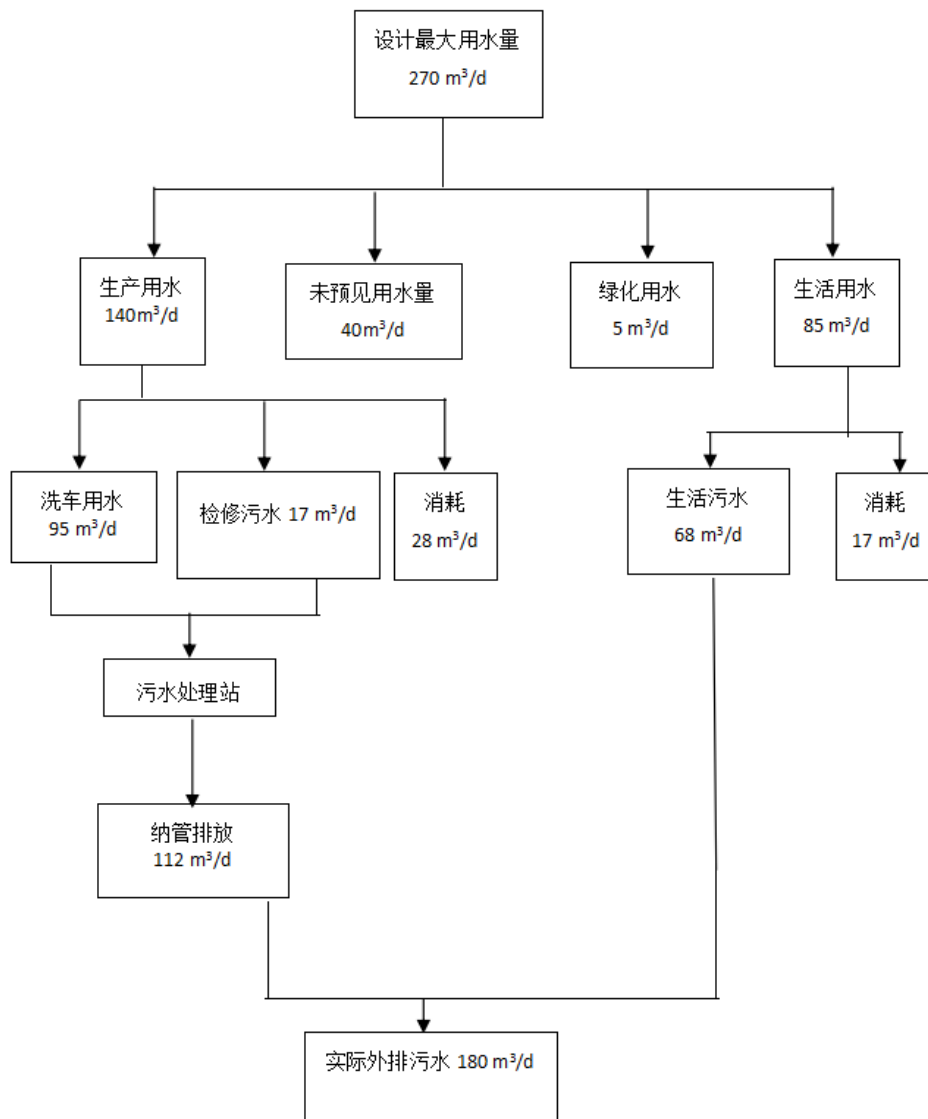 设计最大用水量
270 m³/d
生产用水
140m³/d
未预见用水量
40m³/d
绿化用水
5 m³/d
生活用水
85 m³/d
洗车用水
95 m³/d
检修污水 17 m³/d
消耗
28 m³/d
生活污水
68 m³/d
消耗
17 m³/d
污水处理站
纳管排放
112 m³/d
实际外排污水 180 m³/d